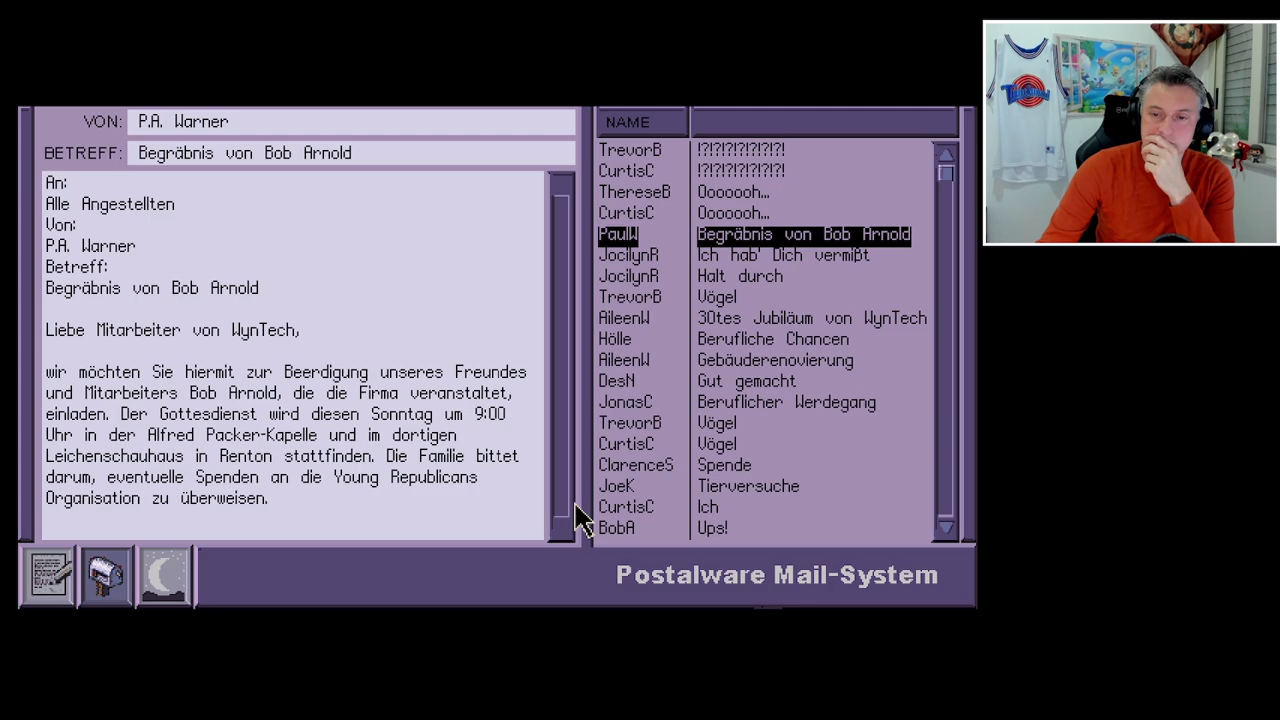 VON: P.A. Warner
BETREFF: Begräbnis von Bob Arnold
An:
Alle Angestellten
Von:
P.A. Warner
Betreff:
Begräbnis von Bob Arnold
Liebe Mitarbeiter von WynTech,
wir möchten Sie hiermit zur Beerdigung unseres Freundes
und Mitarbeiters Bob Arnold, die die Firma veranstaltet,
einladen. Der Gottesdienst wird diesen Sonntag um 9:00
Uhr in der Alfred Packer-Kapelle und im dortigen
Leichenschauhaus in Renton stattfinden. Die Familie bittet
darum, eventuelle Spenden an die Young Republicans
Organisation zu überweisen.
NAME
TrevorB !?!?!?!?!?!?!?!
CurtisC !?!?!?!?!?!?!?!
ThereseB Ooooooh...
CurtisC Ooooooh...
PaulW Begräbnis von Bob Arnold
JocilynR Ich hab' Dich vermißt
JocilynR Halt durch
TrevorB Vögel
AileenW 30tes Jubiläum von WynTech
Hölle Berufliche Chancen
AileenW Gebäuderenovierung
DesN Gut gemacht
JonasC Beruflicher Werdegang
TrevorB Vögel
CurtisC Vögel
ClarenceS Spende
JoeK Tierversuche
CurtisC Ich
BobA Ups!
Postalware Mail-System